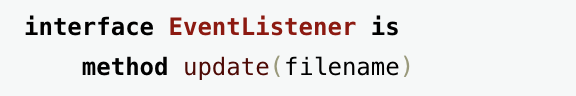 interface EventListener is
    method update(filename)